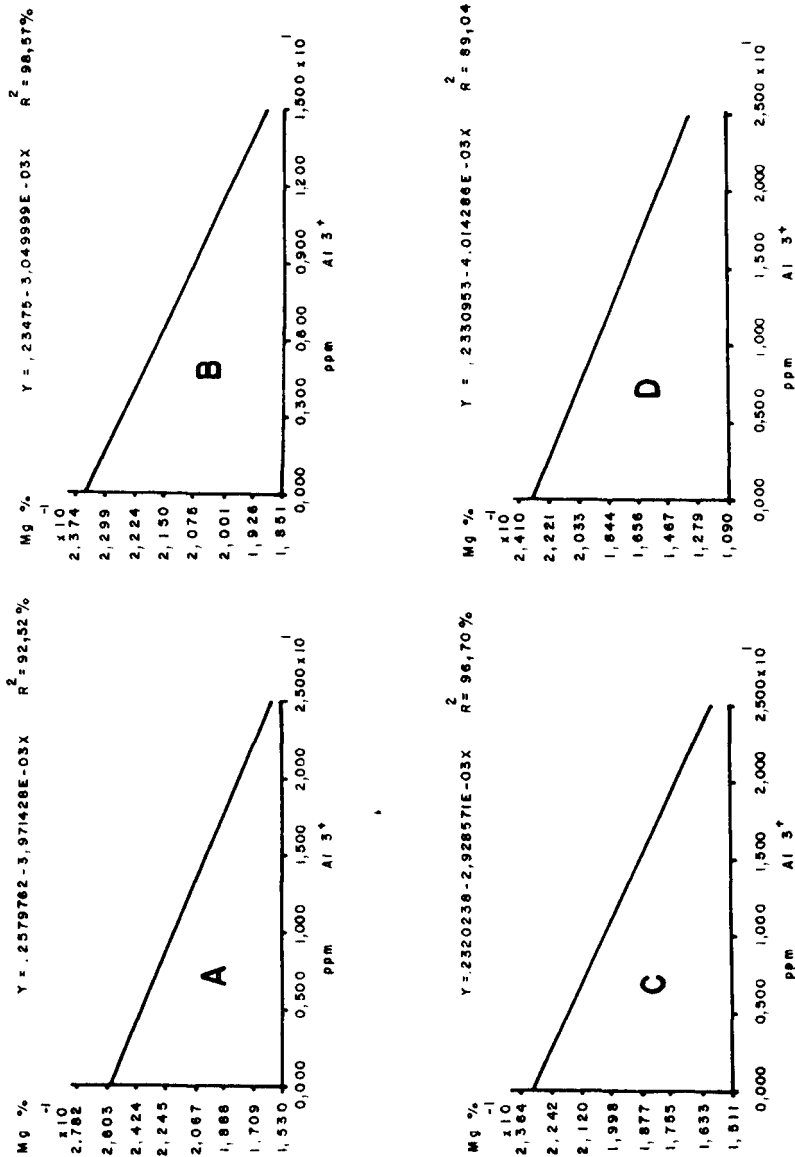 Mg %
Y = .2579762 - 3,971428E - 03X
R² = 92,52 %
x 10⁻¹
2,782
2,603
2,424
2,245
2,067
1,888
1.709
1,530
A
0,000
0,500
1,000
1,500
2,000
2,500 x 10¹
ppm Al 3⁺
Mg %
Y = ,23475 - 3,049999E - 03X
R² = 98,57%
x 10⁻¹
2,374
2,299
2,224
2,150
2,075
2,001
1,926
1,851
B
0,000
0,300
0,600
0,900
1,200
1,500 x 10¹
ppm Al 3⁺
Mg %
Y = .2320238 - 2,928571E - 03X
R² = 96,70 %
x 10⁻¹
2,364
2,242
2,120
1,998
1,877
1,755
1,633
1,511
C
0,000
0,500
1,000
1,500
2,000
2,500 x 10¹
ppm Al 3⁺
Mg %
Y = , 2330953 - 4.014286E - 03X
R² = 89,04
x 10⁻¹
2,410
2,221
2,033
1,844
1,656
1,467
1,279
1,090
D
0,000
0,500
1,000
1,500
2,000
2,500 x 10¹
ppm Al 3⁺